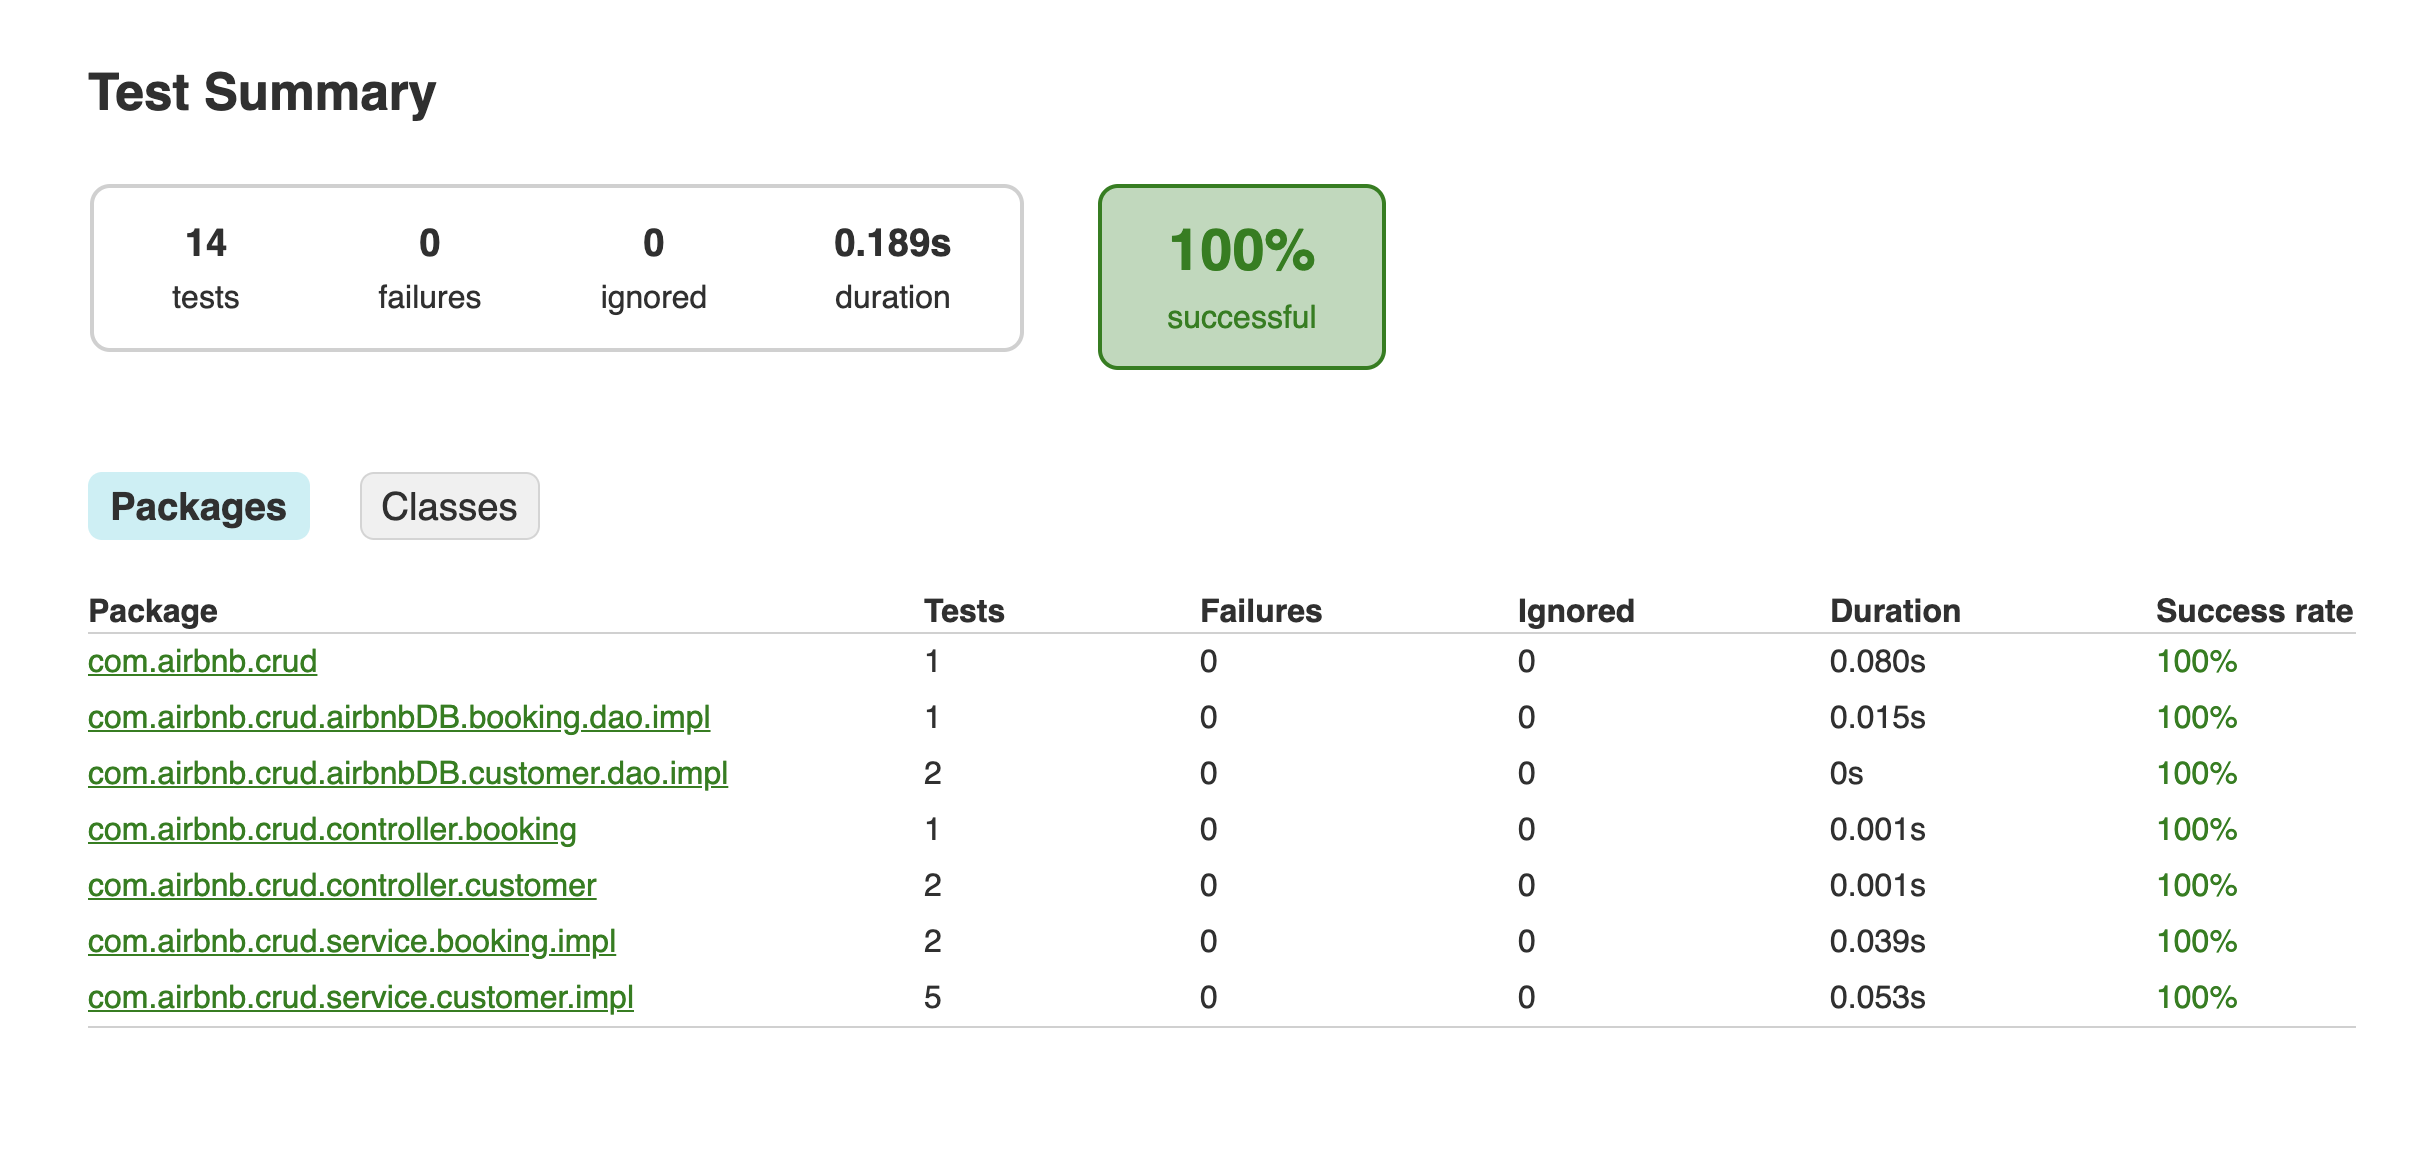 Test Summary
14 0 0 0.189s 100%
tests failures ignored duration successful
Packages Classes
Package Tests Failures Ignored Duration Success rate
com.airbnb.crud 1 0 0 0.080s 100%
com.airbnb.crud.airbnbDB.booking.dao.impl 1 0 0 0.015s 100%
com.airbnb.crud.airbnbDB.customer.dao.impl 2 0 0 0s 100%
com.airbnb.crud.controller.booking 1 0 0 0.001s 100%
com.airbnb.crud.controller.customer 2 0 0 0.001s 100%
com.airbnb.crud.service.booking.impl 2 0 0 0.039s 100%
com.airbnb.crud.service.customer.impl 5 0 0 0.053s 100%